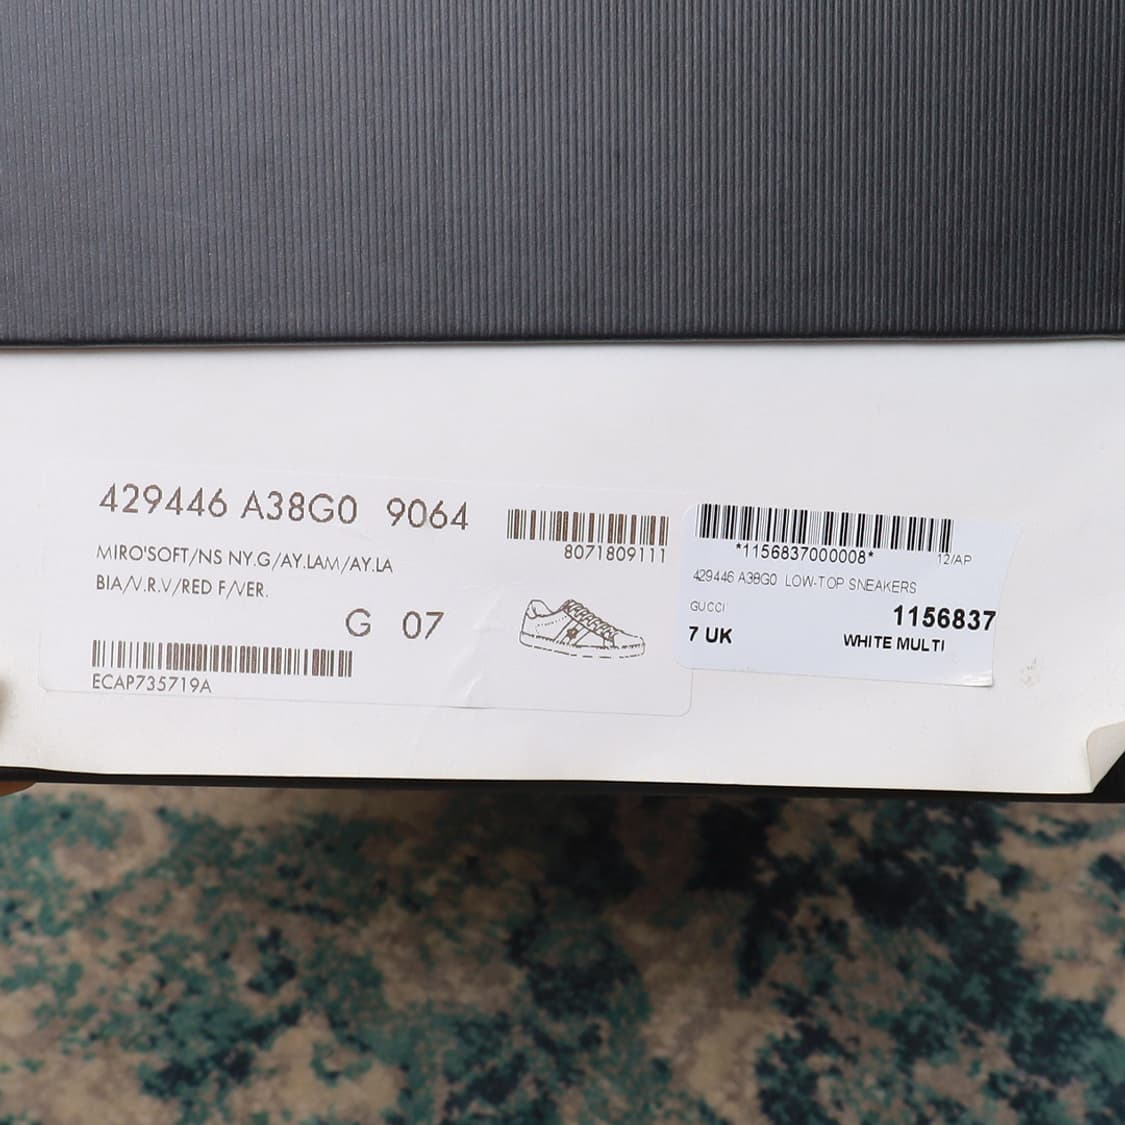 429446 A38G0 9064
8071809111
MIRO'SOFT/NS NY.G/AY.LAM/AY.LA
BIA/V.R.V/RED F/VER.
G 07
ECAP735719A
*1156837000008*
12/AP
429446 A38G0 LOW-TOP SNEAKERS
GUCCI
1156837
7 UK
WHITE MULTI